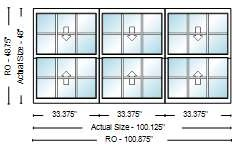 RO - 48.75"
Actual Size - 48"
33.375" 33.375" 33.375"
Actual Size - 100.125"
RO - 100.875"